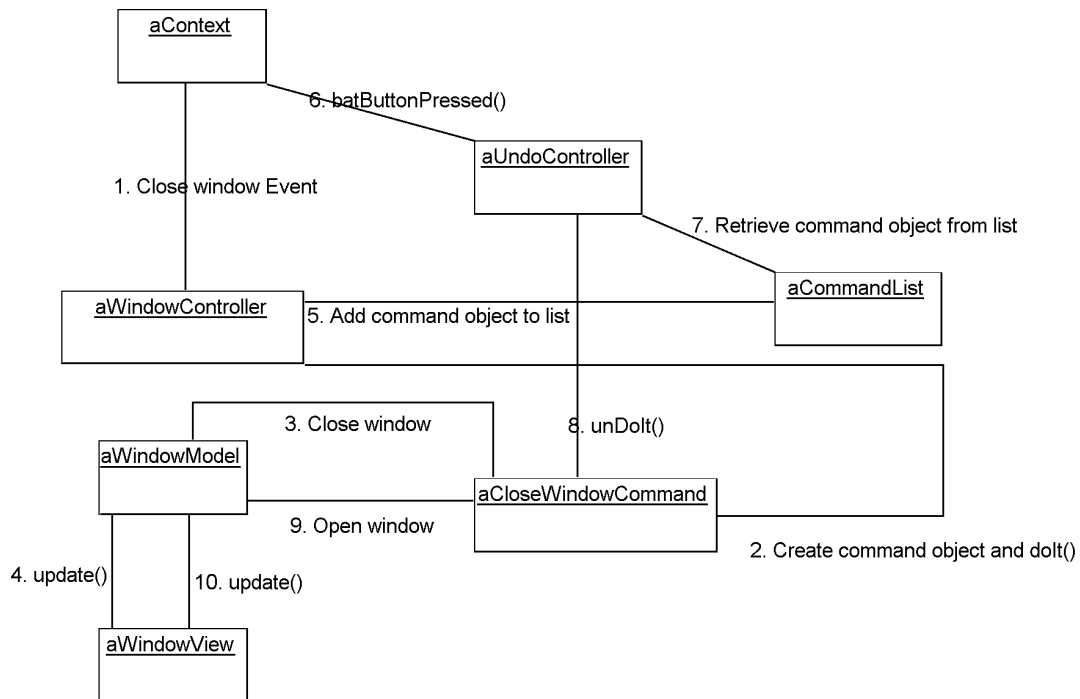 aContext
6. batButtonPressed()
aUndoController
1. Close window Event
7. Retrieve command object from list
aCommandList
aWindowController
5. Add command object to list
3. Close window
8. unDoIt()
aWindowModel
aCloseWindowCommand
9. Open window
2. Create command object and doIt()
4. update()
10. update()
aWindowView